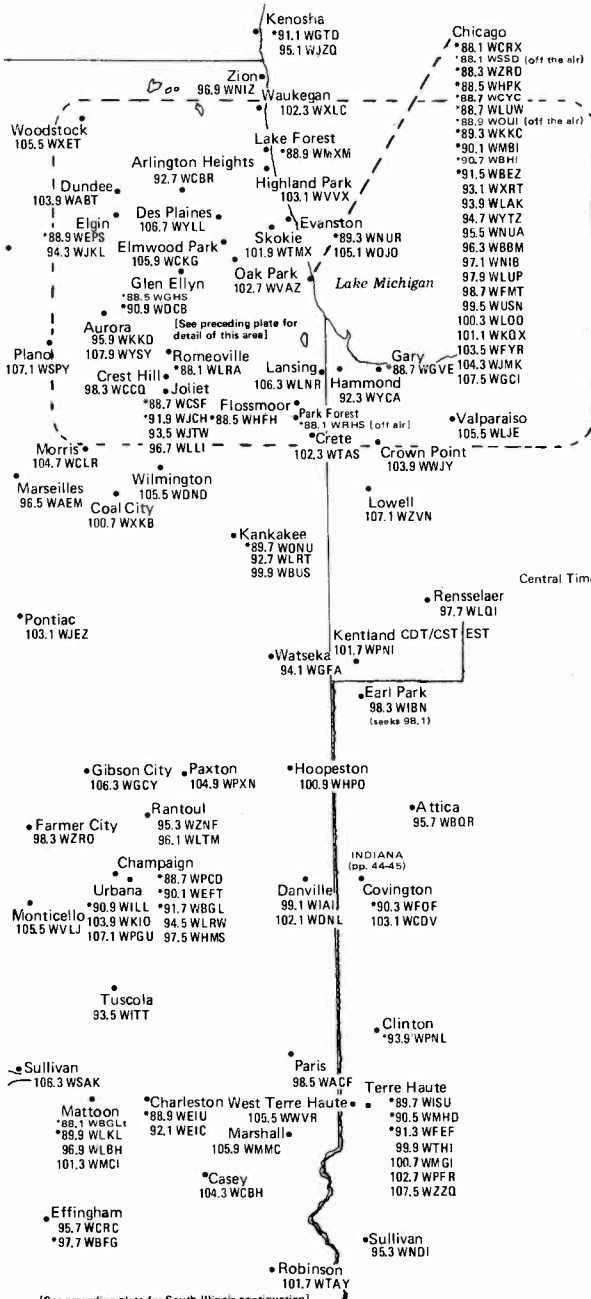 Kenosha
*91.1 WGTD
95.1 WJZQ
Chicago
*88.1 WCRX
*88.1 WSSD (off the air)
*88.3 WZRD
*88.5 WHPK
*88.7 WCYC
*88.7 WLUW
*88.9 WOUI (off the air)
*89.3 WKKC
*90.1 WMBI
*90.7 WBHI
*91.5 WBEZ
93.1 WXRT
93.9 WLAK
94.7 WYTZ
95.5 WNUA
96.3 WBBM
97.1 WNIB
97.9 WLUP
98.7 WFMT
99.5 WUSN
100.3 WLOO
101.1 WKQX
103.5 WFYR
104.3 WJMK
107.5 WGCI
Zion
96.9 WNIZ
Waukegan
102.3 WXLC
Woodstock
105.5 WXET
Lake Forest
*88.9 WMXM
Arlington Heights
92.7 WCBR
Highland Park
103.1 WVVX
Dundee
103.9 WABT
Des Plaines
106.7 WYLL
Elgin
*88.9 WEPS
94.3 WJKL
Evanston
*89.3 WNUR
105.1 WOJO
Skokie
101.9 WTMX
Elmwood Park
105.9 WCKG
Oak Park
102.7 WVAZ
Lake Michigan
Glen Ellyn
*88.5 WGHS
*90.9 WDCB
Aurora
95.9 WKKD
107.9 WYSY
[See preceding plate for
detail of this area]
Plano
107.1 WSPY
Romeoville
*88.1 WLRA
Lansing
106.3 WLNR
Gary
*88.7 WGVE
Hammond
92.3 WYCA
Crest Hill
98.3 WCCQ
Joliet
*88.7 WCSF
*91.9 WJCH
93.5 WJTW
96.7 WLLI
Flossmoor
*88.5 WHFH
Park Forest
*88.1 WRHS [off air]
Valparaiso
105.5 WLJE
Crete
102.3 WTAS
Crown Point
103.9 WWJY
Morris
104.7 WCLR
Wilmington
105.5 WDND
Marseilles
96.5 WAEM
Coal City
100.7 WXKB
Lowell
107.1 WZVN
Kankakee
*89.7 WONU
92.7 WLRT
99.9 WBUS
Central Tim
Rensselaer
97.7 WLQI
Pontiac
103.1 WJEZ
Kentland CDT/CST EST
101.7 WPNI
Watseka
94.1 WGFA
Earl Park
98.3 WIBN
(seeks 98.1)
Gibson City
106.3 WGCY
Paxton
104.9 WPXN
Hoopeston
100.9 WHPO
Rantoul
95.3 WZNF
96.1 WLTM
Attica
95.7 WBQR
Farmer City
98.3 WZRO
INDIANA
(pp. 44-45)
Champaign
*88.7 WPCD
*90.1 WEFT
*91.7 WBGL
94.5 WLRW
97.5 WHMS
Urbana
*90.9 WILL
103.9 WKIO
107.1 WPGU
Danville
99.1 WIAI
102.1 WDNL
Covington
*90.3 WFOF
103.1 WCDV
Monticello
105.5 WVLJ
Tuscola
93.5 WITT
Clinton
*93.9 WPNL
Paris
98.5 WACF
Sullivan
106.3 WSAK
Terre Haute
*89.7 WISU
*90.5 WMHD
*91.3 WFEF
99.9 WTHI
100.7 WMGI
102.7 WPFR
107.5 WZZQ
Mattoon
*88.1 WBGLt
*89.9 WLKL
96.9 WLBH
101.3 WMCI
Charleston
*88.9 WEIU
92.1 WEIC
West Terre Haute
105.5 WWVR
Marshall
105.9 WMMC
Casey
104.3 WCBH
Effingham
95.7 WCRC
*97.7 WBFG
Sullivan
95.3 WNDI
Robinson
101.7 WTAY
[See preceding plate for South Illinois continuation]